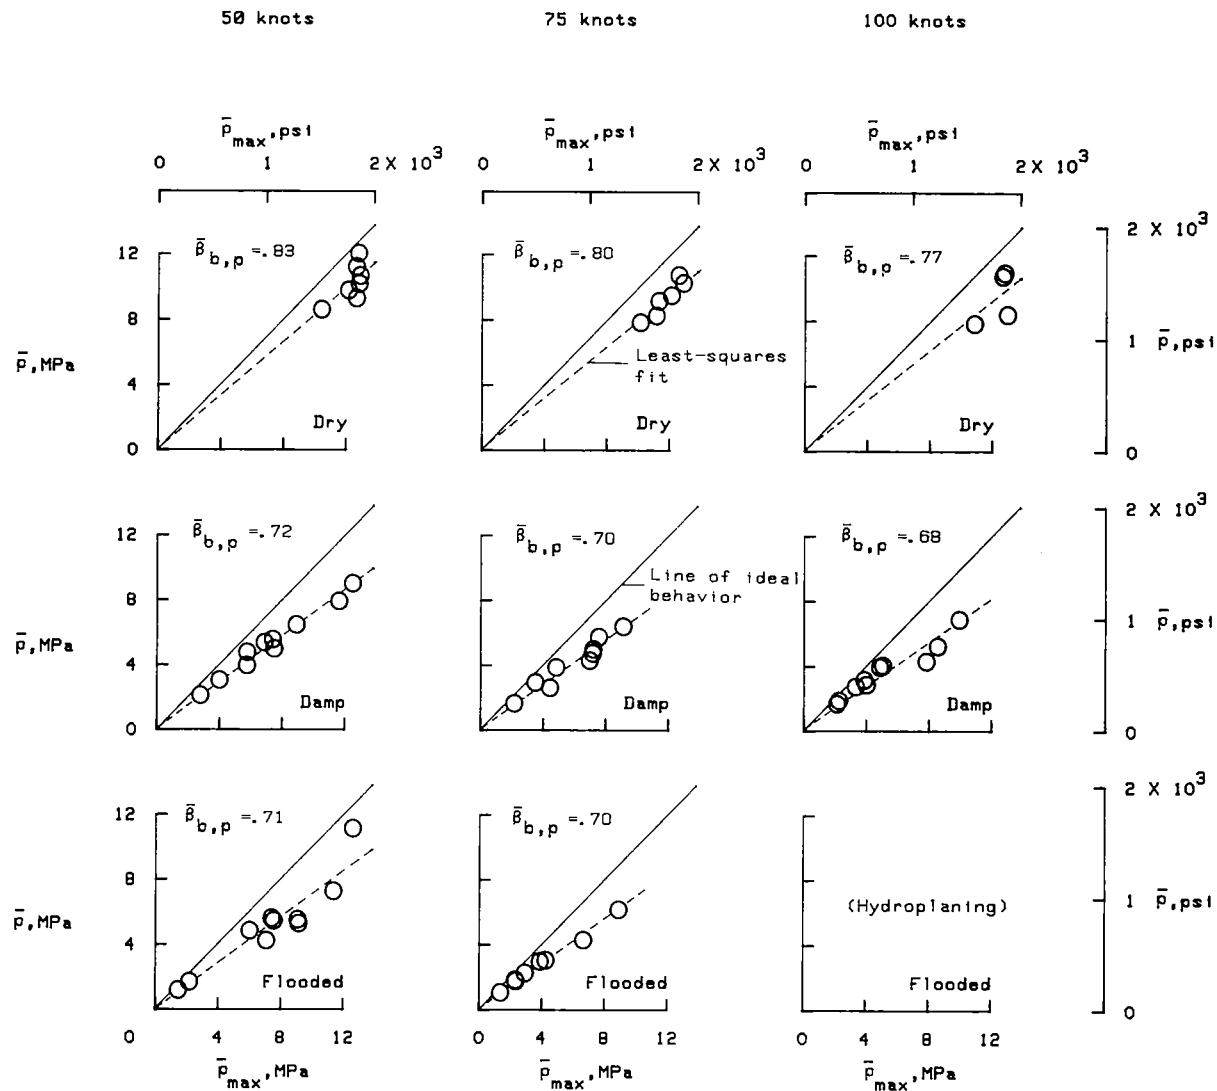 50 knots 75 knots 100 knots
p̄max,psi p̄max,psi p̄max,psi
0 1 2 X 10³ 0 1 2 X 10³ 0 1 2 X 10³
β̄b,p =.83 β̄b,p =.80 β̄b,p =.77
12 8 4 0
p̄,MPa
Least-squares
fit
Dry Dry Dry
2 X 10³ 1 0
p̄,psi
β̄b,p =.72 β̄b,p =.70 β̄b,p =.68
12 8 4 0
p̄,MPa
Line of ideal
behavior
Damp Damp Damp
2 X 10³ 1 0
p̄,psi
β̄b,p =.71 β̄b,p =.70
12 8 4
p̄,MPa
(Hydroplaning)
Flooded Flooded Flooded
2 X 10³ 1 0
p̄,psi
0 4 8 12 0 4 8 12 0 4 8 12
p̄max,MPa p̄max,MPa p̄max,MPa